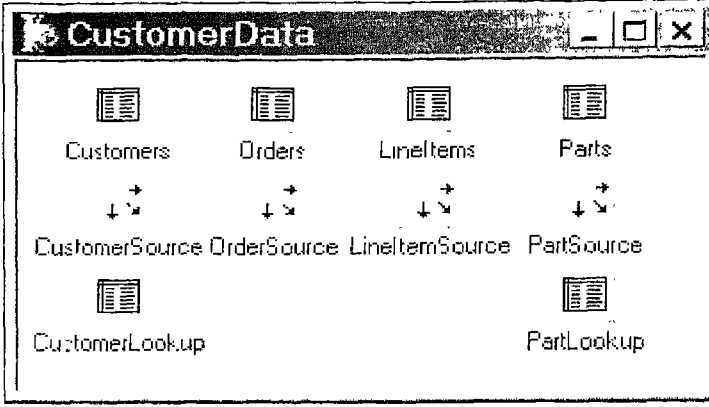 CustomerData
Customers Orders LineItems Parts
CustomerSource OrderSource LineItemSource PartSource
CustomerLookup PartLookup